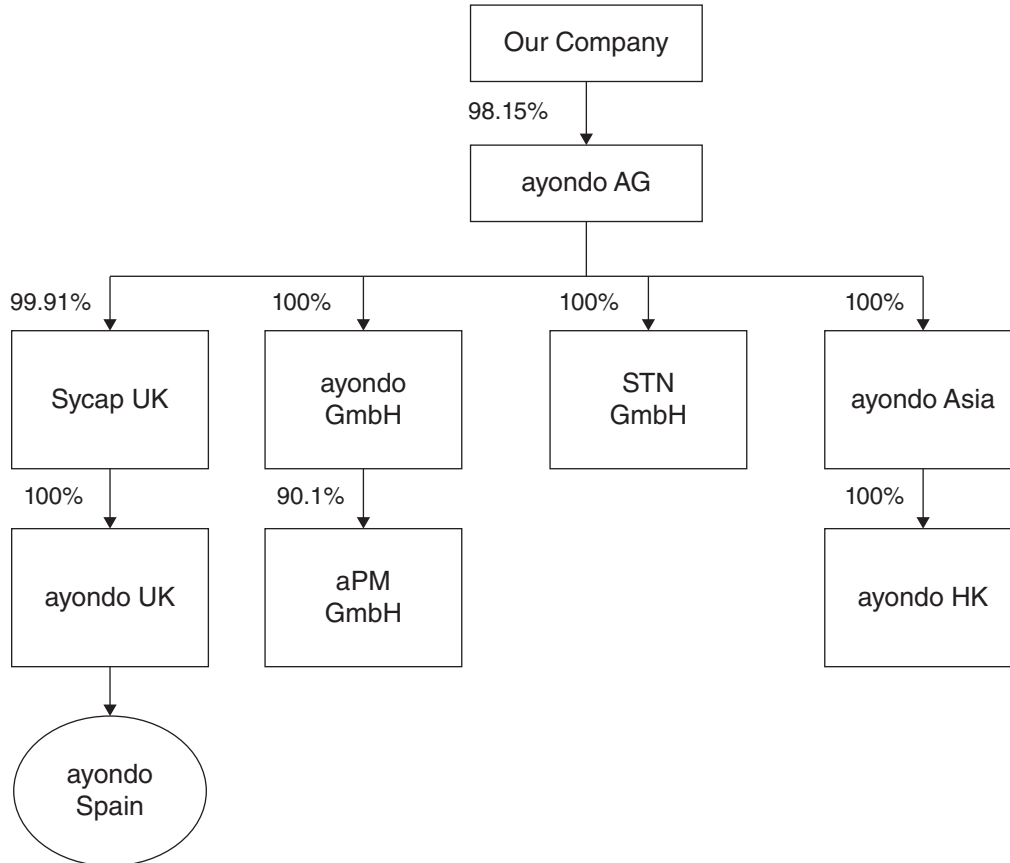 Our Company
98.15%
ayondo AG
99.91%
100%
100%
100%
Sycap UK
ayondo
GmbH
STN
GmbH
ayondo Asia
100%
90.1%
100%
ayondo UK
aPM
GmbH
ayondo HK
ayondo
Spain